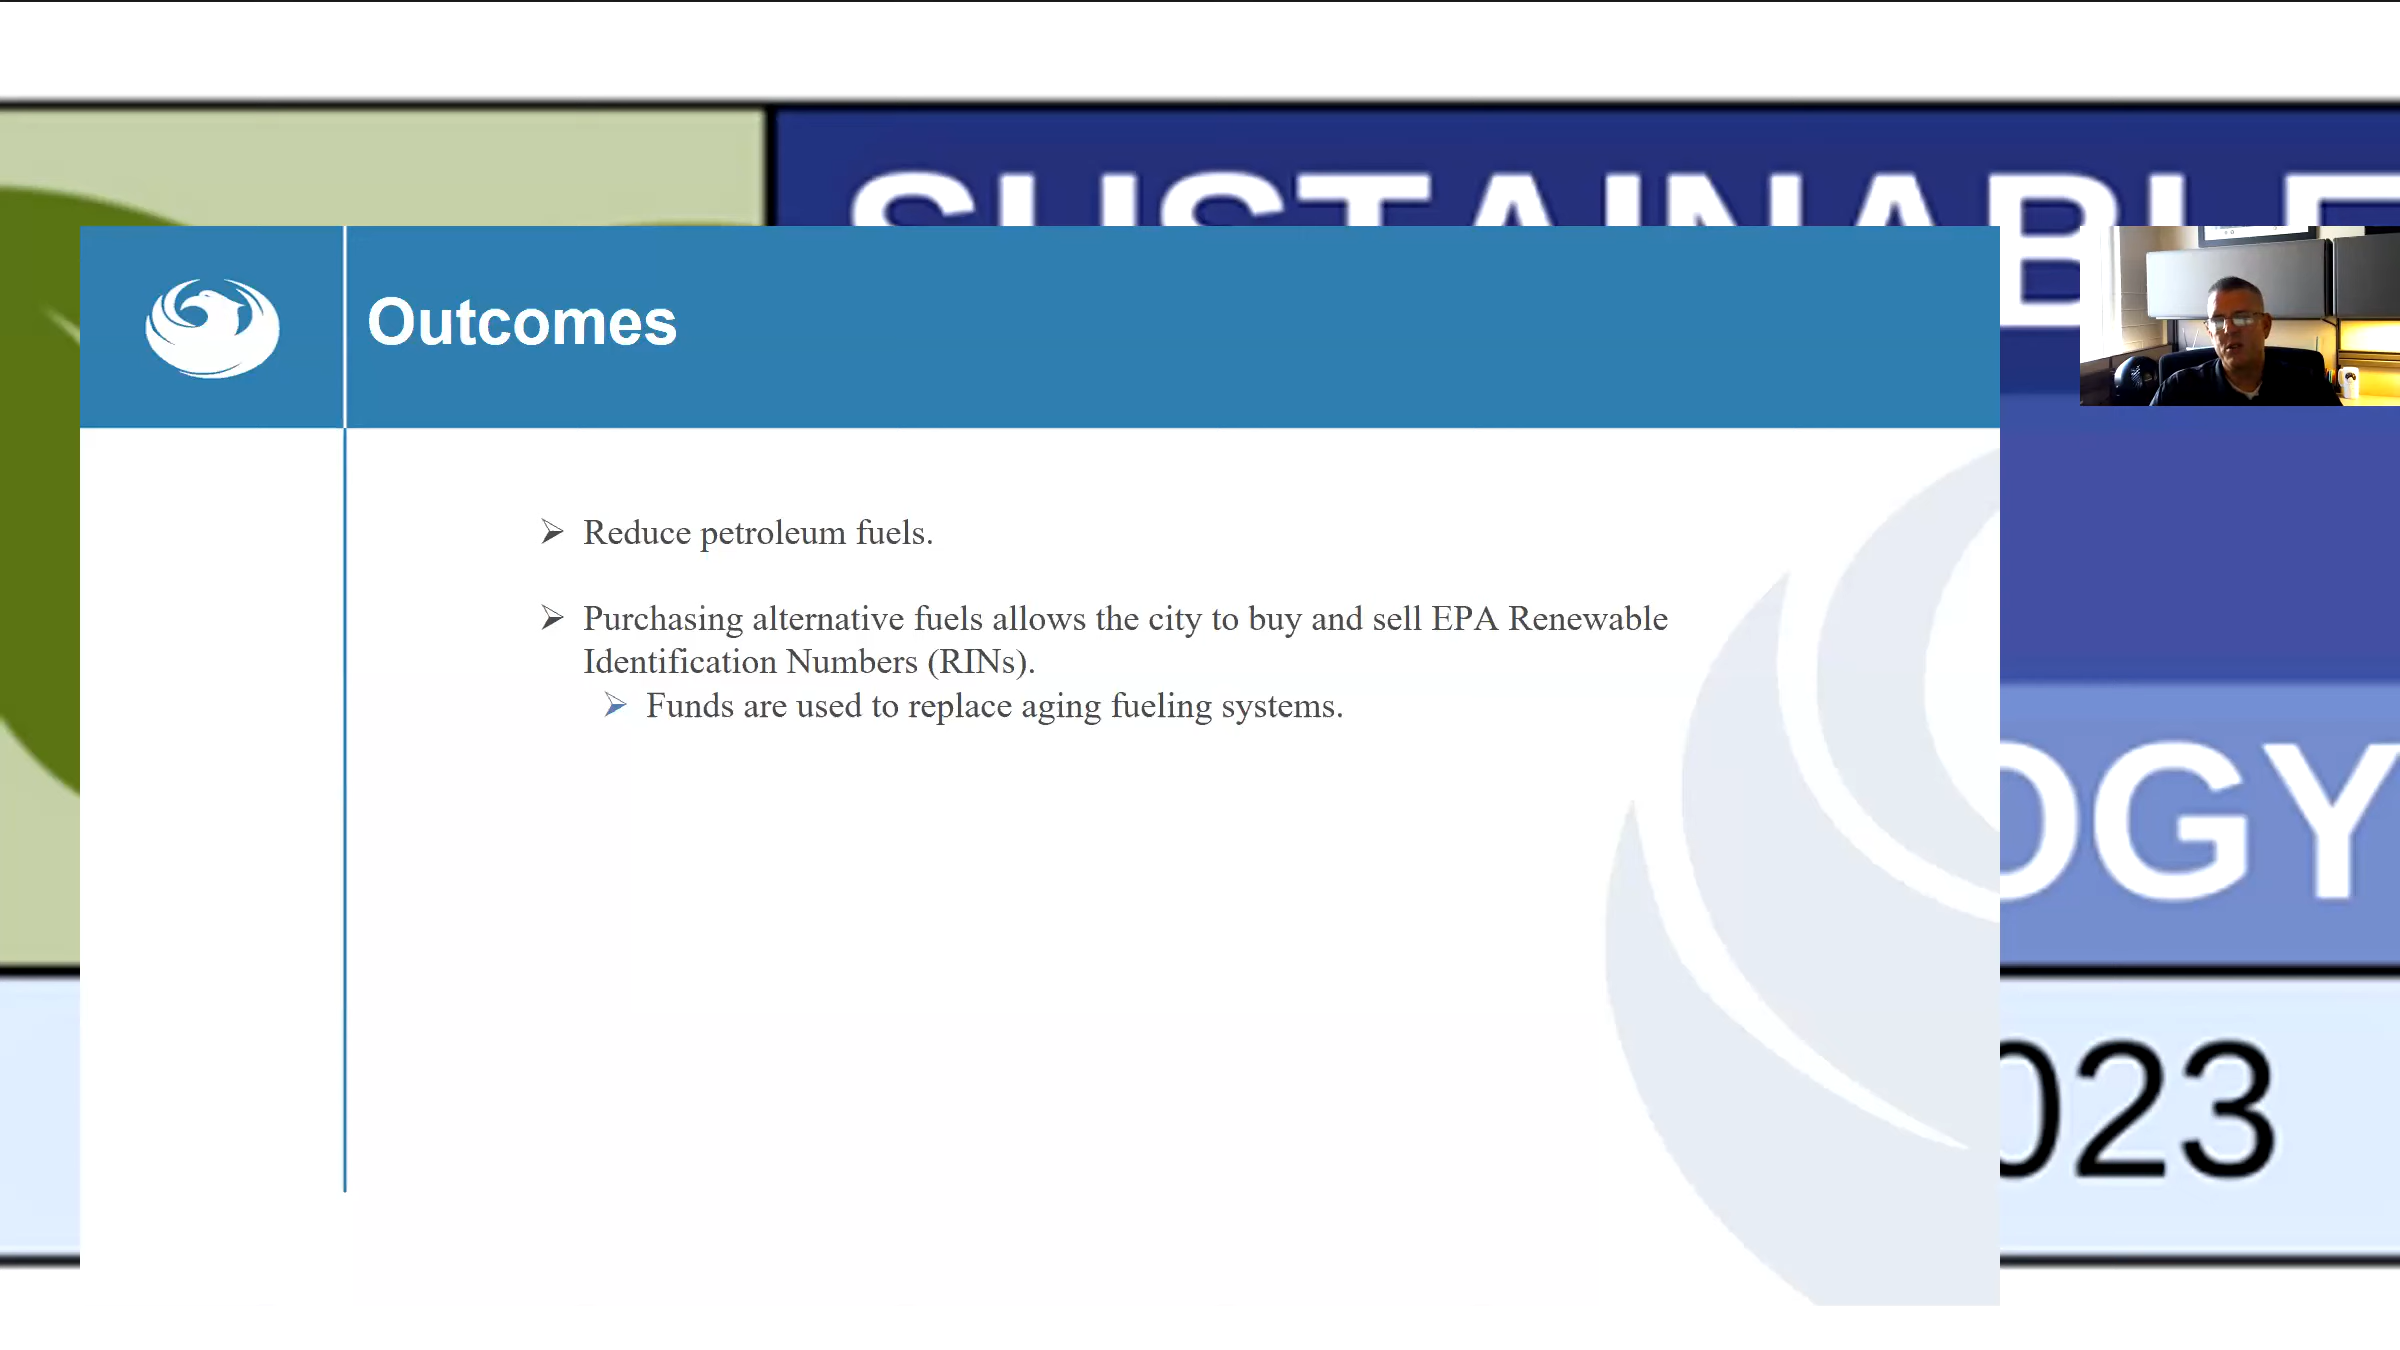 SUSTAINABLE
Outcomes
Reduce petroleum fuels.
Purchasing alternative fuels allows the city to buy and sell EPA Renewable
Identification Numbers (RINs).
Funds are used to replace aging fueling systems.
OGY
023